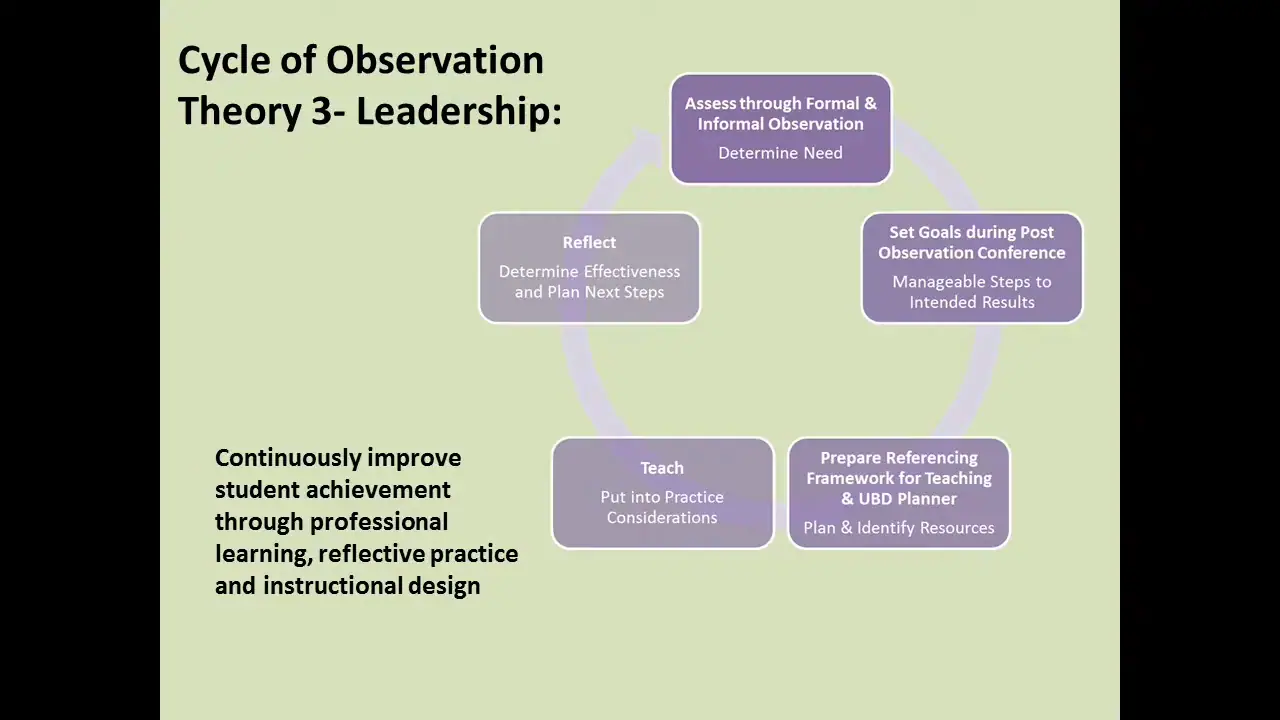 Cycle of Observation
Theory 3- Leadership:
Assess through Formal &
Informal Observation
Determine Need
Set Goals during Post
Observation Conference
Manageable Steps to
Intended Results
Prepare Referencing
Framework for Teaching
& UBD Planner
Plan & Identify Resources
Teach
Put into Practice
Considerations
Reflect
Determine Effectiveness
and Plan Next Steps
Continuously improve
student achievement
through professional
learning, reflective practice
and instructional design